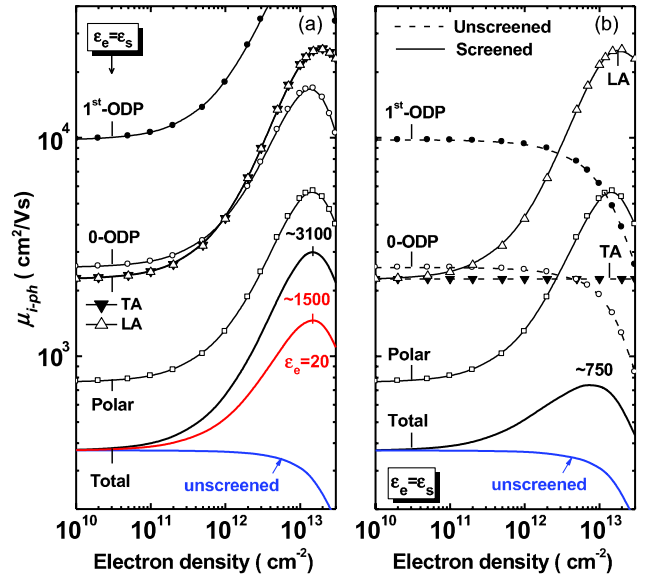 (a)
εe=εs
1st-ODP
10^4
0-ODP
TA
LA
~3100
~1500
εe=20
10^3
Polar
Total
unscreened
μi-ph ( cm2/Vs)
10^10 10^11 10^12 10^13
Electron density ( cm-2)
(b)
Unscreened
Screened
LA
1st-ODP
0-ODP
TA
Polar
~750
Total
εe=εs
unscreened
10^10 10^11 10^12 10^13
Electron density ( cm-2)